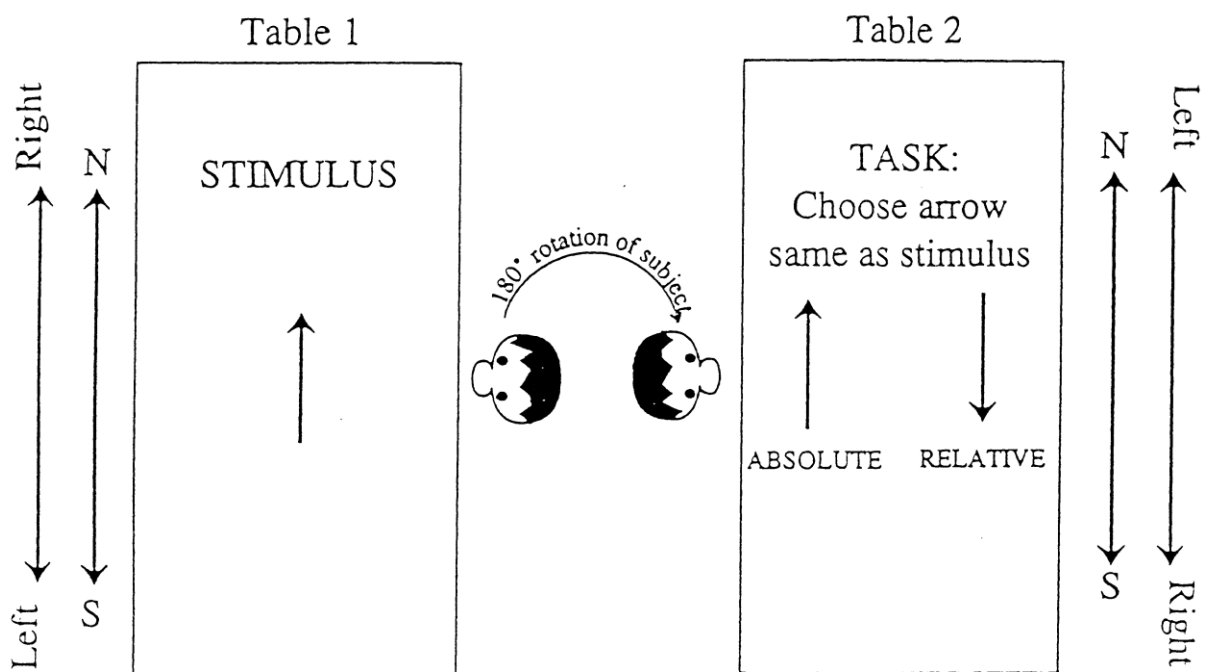 Table 1
Table 2
Right
N
STIMULUS
180° rotation of subject
TASK:
Choose arrow
same as stimulus
N
Left
ABSOLUTE
RELATIVE
Left
S
S
Right